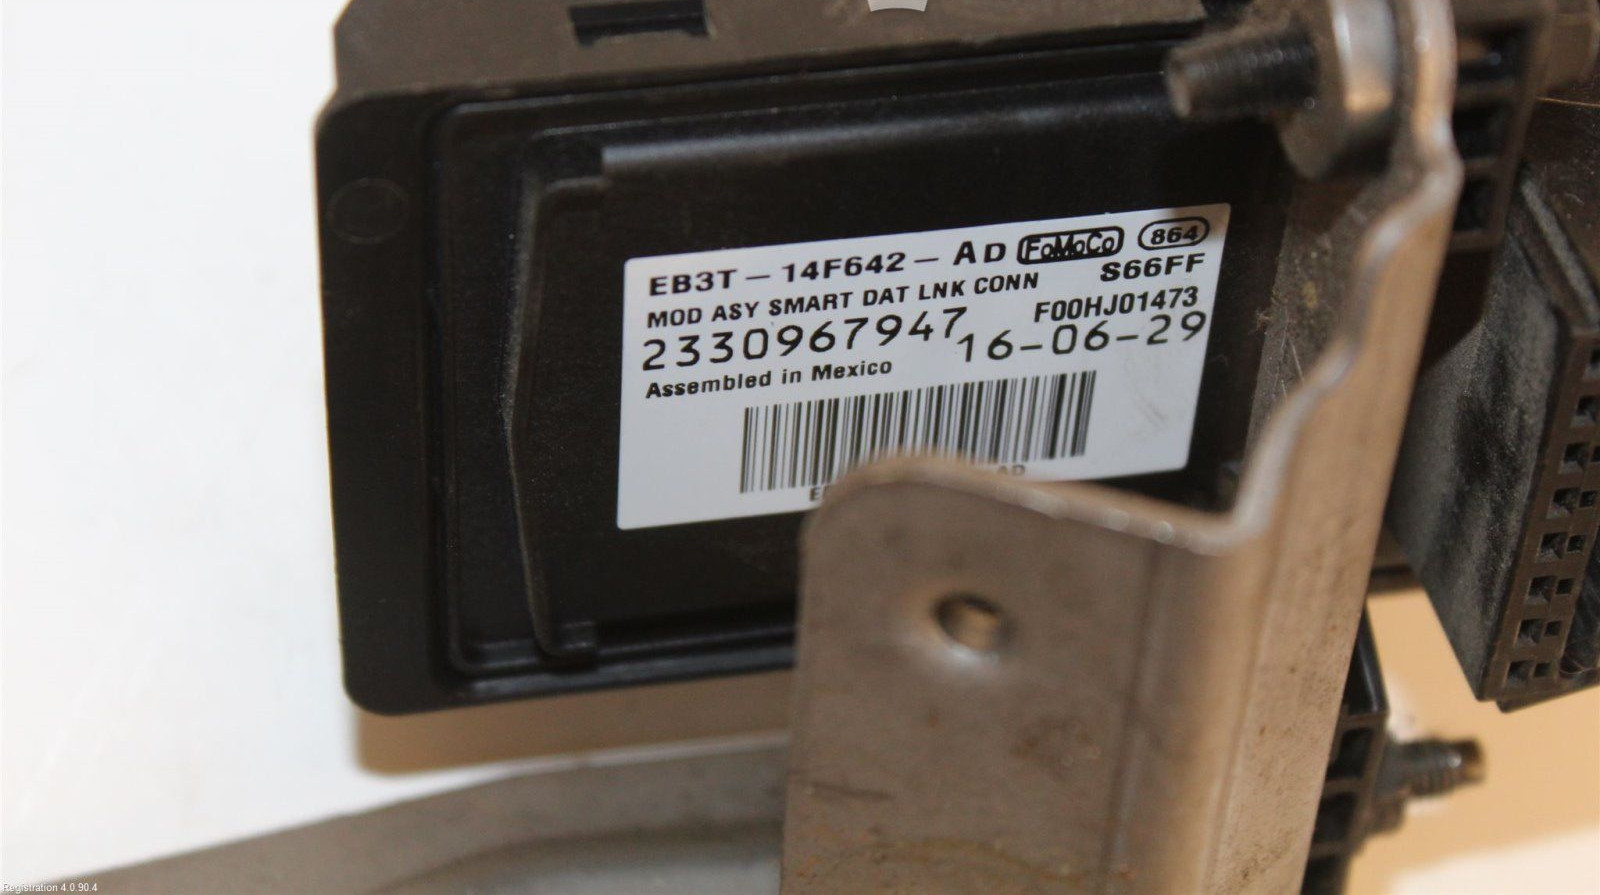 EB3T-14F642-AD FoMoCo 864
S66FF
MOD ASY SMART DAT LNK CONN
F00HJ01473
2330967947
16-06-29
Assembled in Mexico
AD
Registration 4.0.90.4